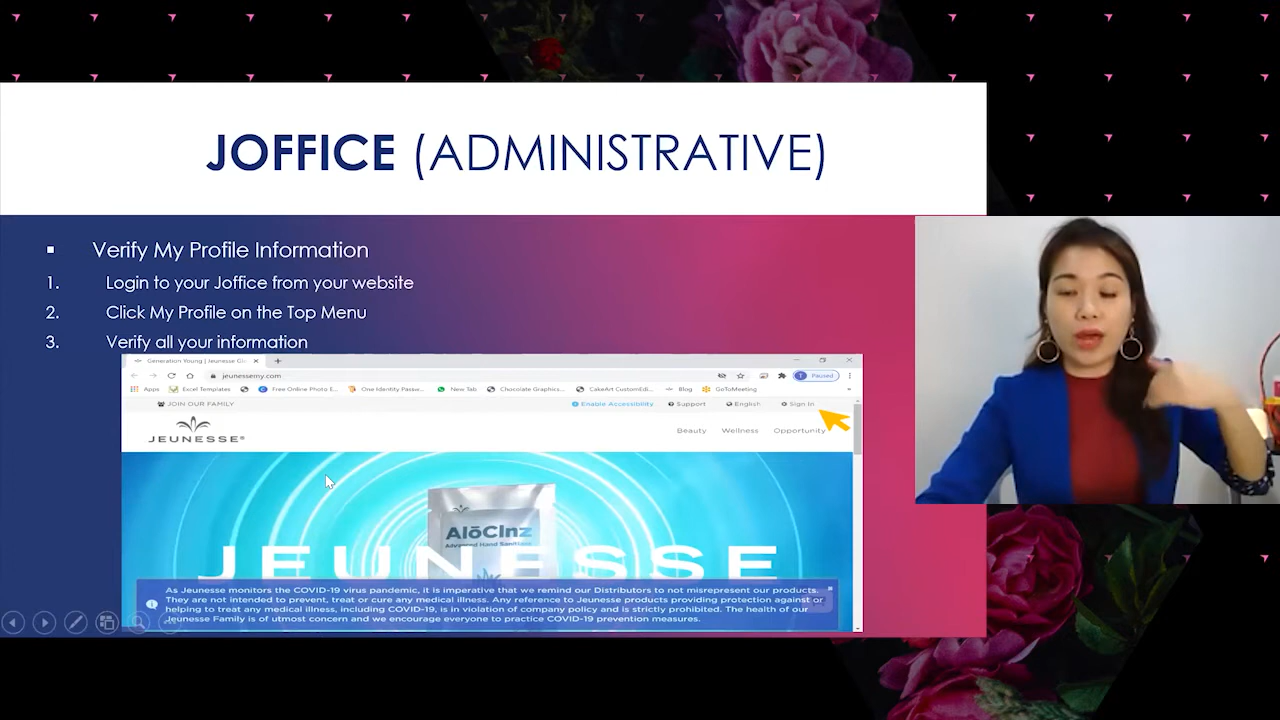 JOFFICE (ADMINISTRATIVE)
▪ Verify My Profile Information
1. Login to your Joffice from your website
2. Click My Profile on the Top Menu
3. Verify all your information
Generation Young | Jeunesse Gl
jeunessemy.com
T Paused
Apps Excel Templates Free Online Photo E... One Identity Passw... New Tab Chocolate Graphics... CakeArt CustomEdi... Blog GoToMeeting
JOIN OUR FAMILY Enable Accessibility Support English Sign In
JEUNESSE®
Beauty Wellness Opportunity
AlōClnz
Advanced Hand Sanitizer
JEUNESSE
As Jeunesse monitors the COVID-19 virus pandemic, it is imperative that we remind our Distributors to not misrepresent our products.
They are not intended to prevent, treat or cure any medical illness. Any reference to Jeunesse products providing protection against or
helping to treat any medical illness, including COVID-19, is in violation of company policy and is strictly prohibited. The health of our
Jeunesse Family is of utmost concern and we encourage everyone to practice COVID-19 prevention measures.